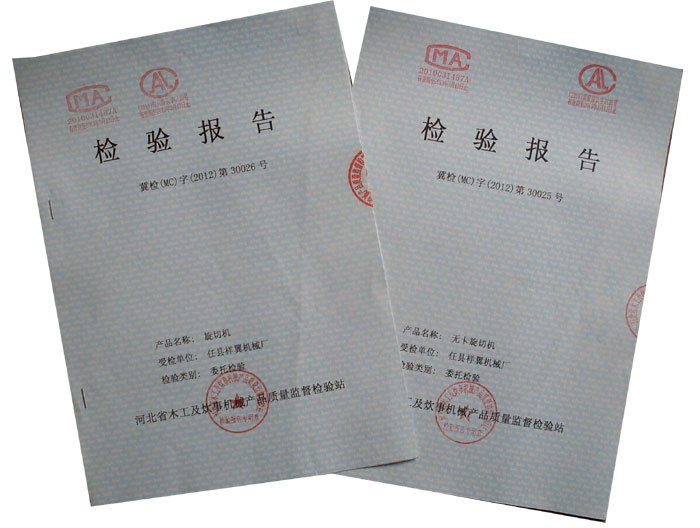 MA
AL
检验报告
冀检(MC)字(2012)第30026号
产品名称: 旋切机
受检单位: 任县祥翼机械厂
检验类别: 委托检验
河北省木工及炊事机械产品质量监督检验站
MA
2010031487A
AL
检验报告
冀检(MC)字(2012)第30025号
产品名称: 无卡旋切机
受检单位: 任县祥翼机械厂
检验类别: 委托检验
工及炊事机械产品质量监督检验站